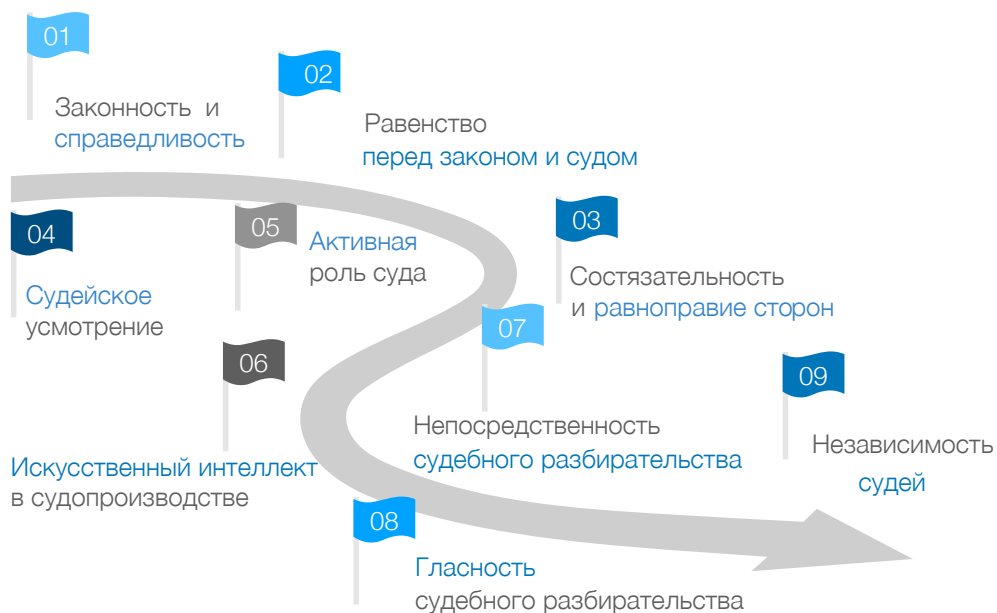 01
Законность и
справедливость
02
Равенство
перед законом и судом
03
Состязательность
и равноправие сторон
04
Судейское
усмотрение
05
Активная
роль суда
06
Искусственный интеллект
в судопроизводстве
07
Непосредственность
судебного разбирательства
08
Гласность
судебного разбирательства
09
Независимость
судей